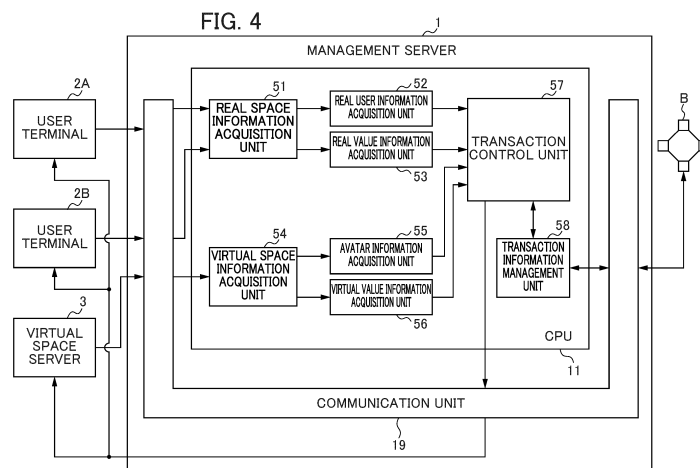 FIG. 4
1
MANAGEMENT SERVER
2A
USER
TERMINAL
2B
USER
TERMINAL
3
VIRTUAL
SPACE
SERVER
51
REAL SPACE
INFORMATION
ACQUISITION
UNIT
52
REAL USER INFORMATION
ACQUISITION UNIT
REAL VALUE INFORMATION
ACQUISITION UNIT
53
57
TRANSACTION
CONTROL UNIT
B
54
VIRTUAL SPACE
INFORMATION
ACQUISITION
UNIT
55
AVATAR INFORMATION
ACQUISITION UNIT
VIRTUAL VALUE INFORMATION
ACQUISITION UNIT
56
58
TRANSACTION
INFORMATION
MANAGEMENT
UNIT
CPU
11
COMMUNICATION UNIT
19